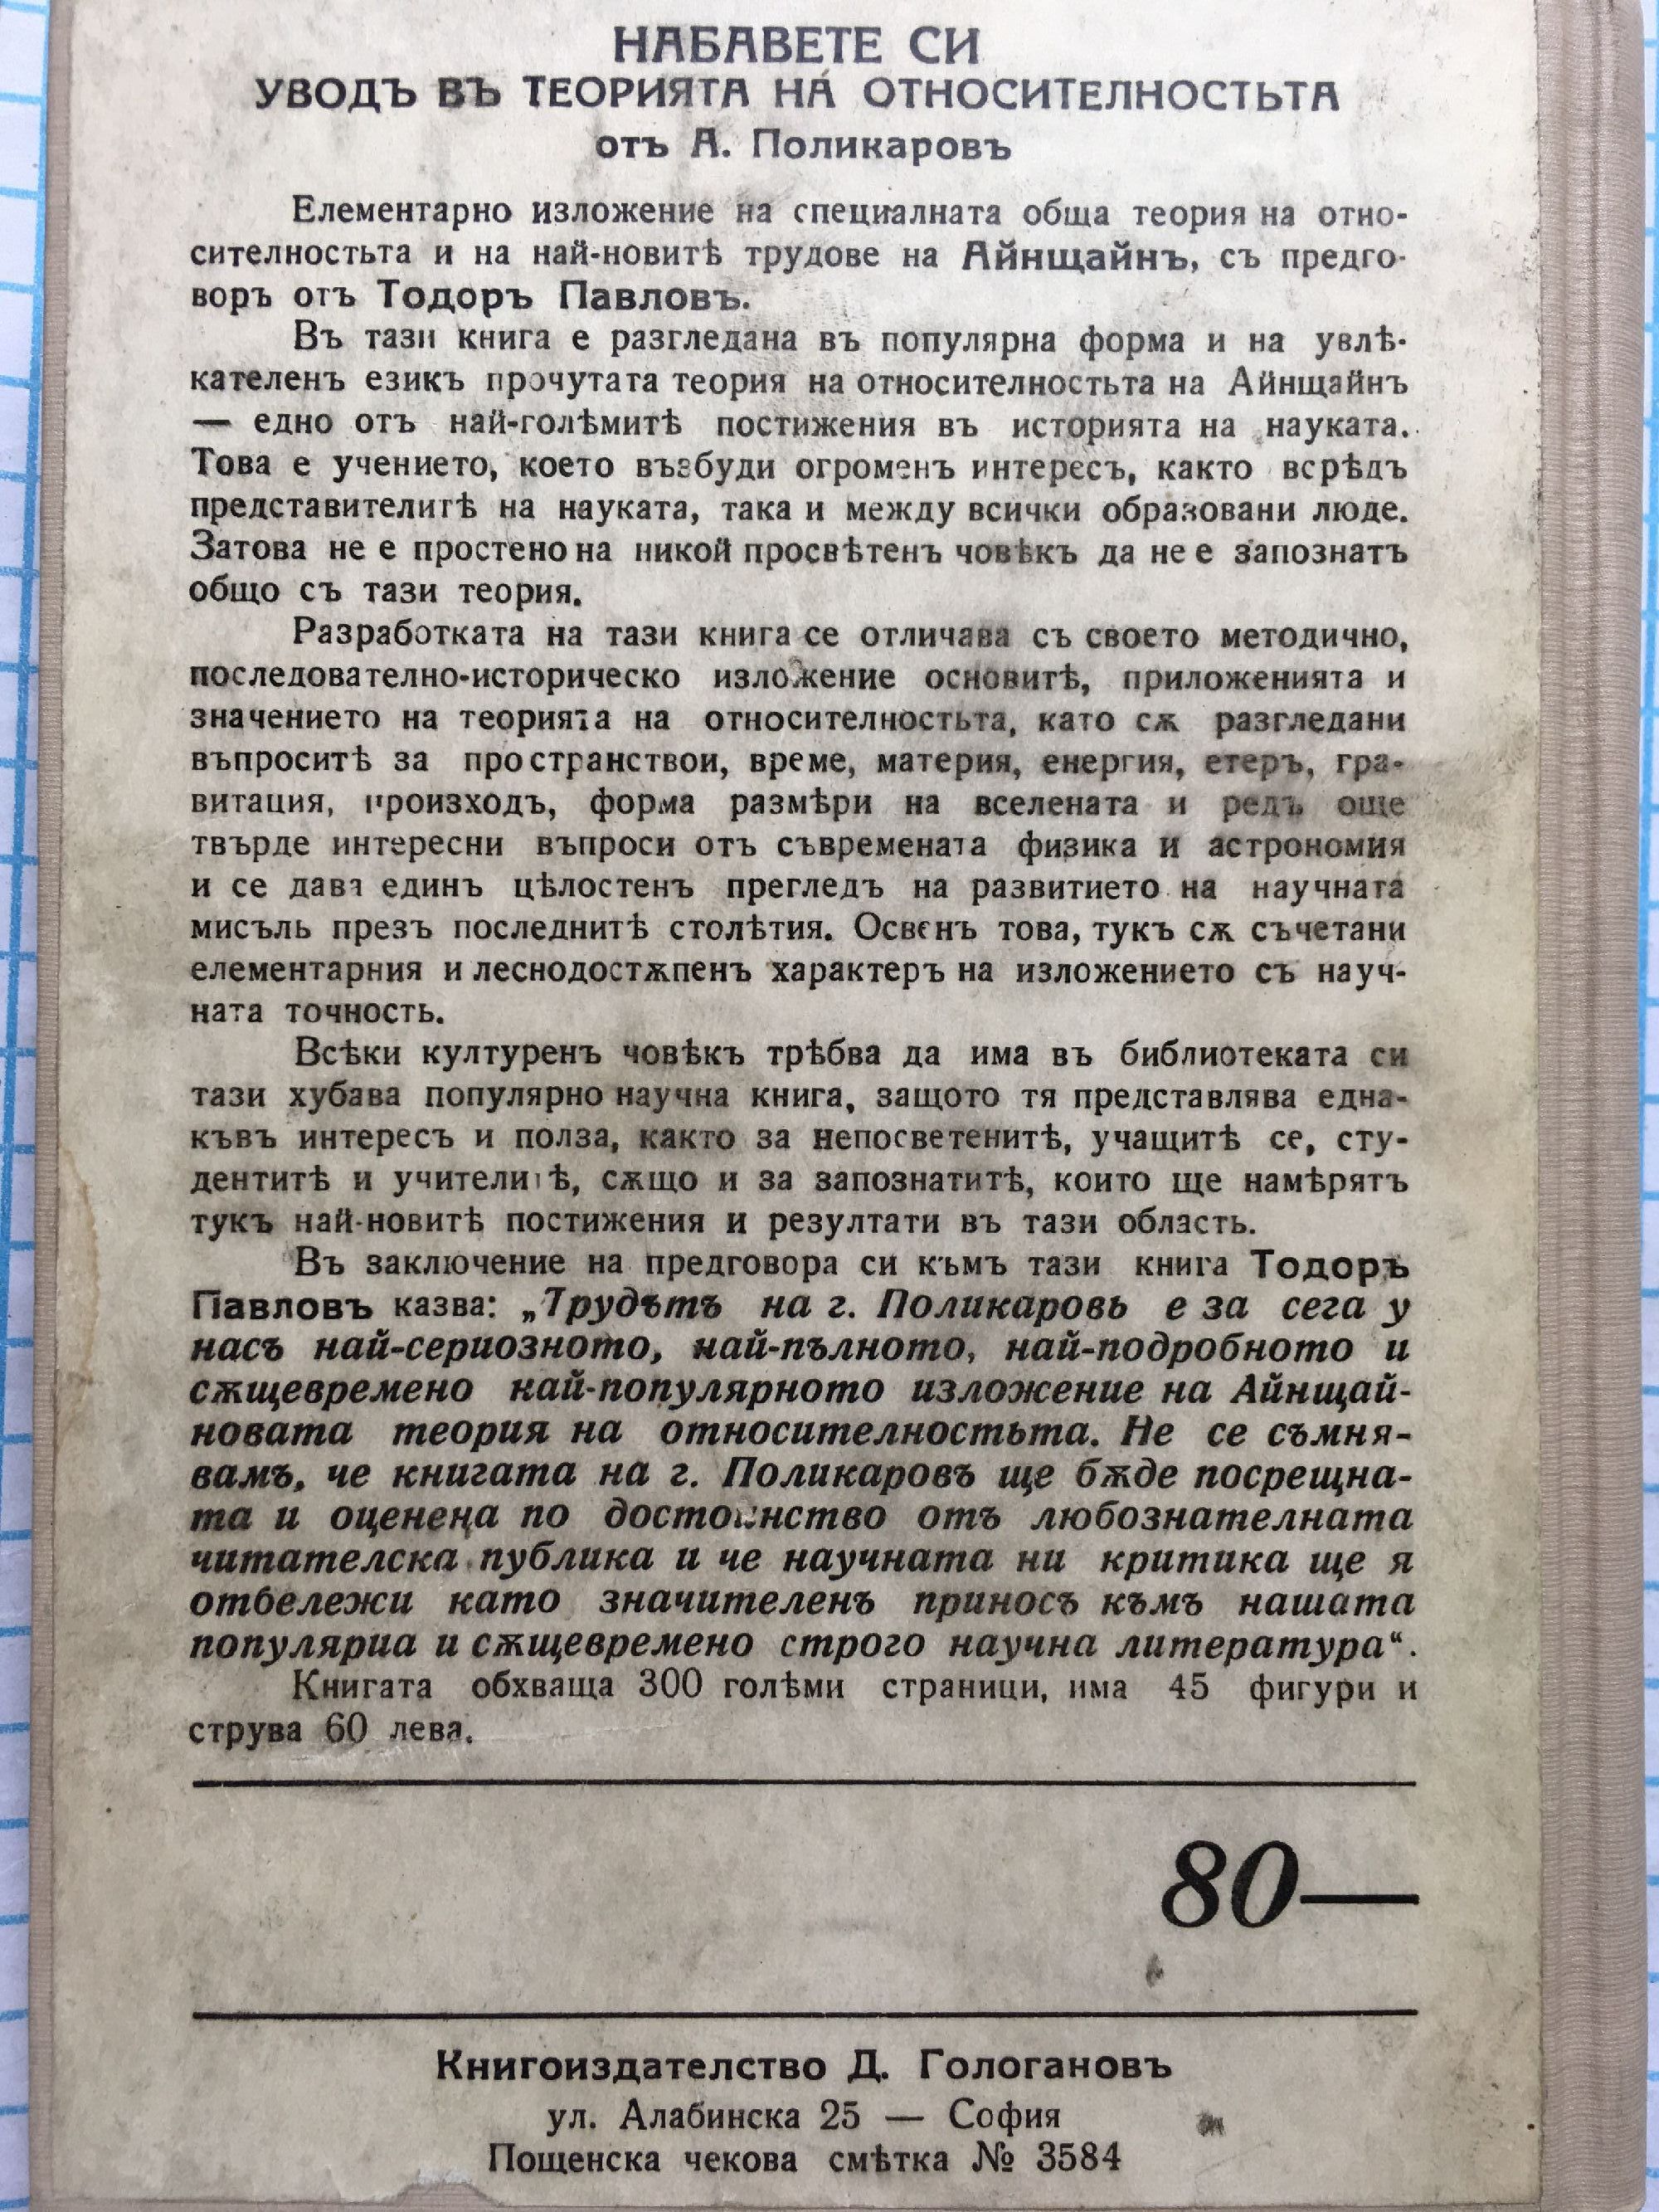 НАБАВЕТЕ СИ
УВОДЪ ВЪ ТЕОРИЯТА НА ОТНОСИТЕЛНОСТЬТА
отъ А. Поликаровъ
Елементарно изложение на специалната обща теория на отно-
сителностьта и на най-новитѣ трудове на Айнщайнъ, съ предго-
воръ отъ Тодоръ Павловъ.
Въ тази книга е разгледана въ популярна форма и на увлѣ-
кателенъ езикъ прочутата теория на относителностьта на Айнщайнъ
— едно отъ най-голѣмитѣ постижения въ историята на науката.
Това е учението, което възбуди огроменъ интересъ, както всрѣдъ
представителитѣ на науката, така и между всички образовани люде.
Затова не е простено на никой просвѣтенъ човѣкъ да не е запознатъ
общо съ тази теория.
Разработката на тази книга се отличава съ своето методично,
последователно-историческо изложение основитѣ, приложенията и
значението на теорията на относителностьта, като сѫ разгледани
въпроситѣ за пространствои, време, материя, енергия, етеръ, гра-
витация, произходъ, форма размѣри на вселената и редъ още
твърде интересни въпроси отъ съвремената физика и астрономия
и се дава единъ цѣлостенъ прегледъ на развитието на научната
мисъль презъ последнитѣ столѣтия. Освенъ това, тукъ сѫ съчетани
елементарния и леснодостѫпенъ характеръ на изложението съ науч-
ната точность.
Всѣки културенъ човѣкъ трѣбва да има въ библиотеката си
тази хубава популярно научна книга, защото тя представлява една-
къвъ интересъ и полза, както за непосветенитѣ, учащитѣ се, сту-
дентитѣ и учителитѣ, сѫщо и за запознатитѣ, които ще намѣрятъ
тукъ най-новитѣ постижения и резултати въ тази область.
Въ заключение на предговора си къмъ тази книга Тодоръ
Павловъ казва: „Трудътъ на г. Поликаровь е за сега у
насъ най-сериозното, най-пълното, най-подробното и
сѫщевремено най-популярното изложение на Айнщай-
новата теория на относителностьта. Не се съмня-
вамъ, че книгата на г. Поликаровъ ще бѫде посрещна-
та и оценена по достоинство отъ любознателната
читателска публика и че научната ни критика ще я
отбележи като значителенъ приносъ къмъ нашата
популярна и сѫщевремено строго научна литература“.
Книгата обхваща 300 голѣми страници, има 45 фигури и
струва 60 лева.
80—
Книгоиздателство Д. Гологановъ
ул. Алабинска 25 — София
Пощенска чекова смѣтка № 3584